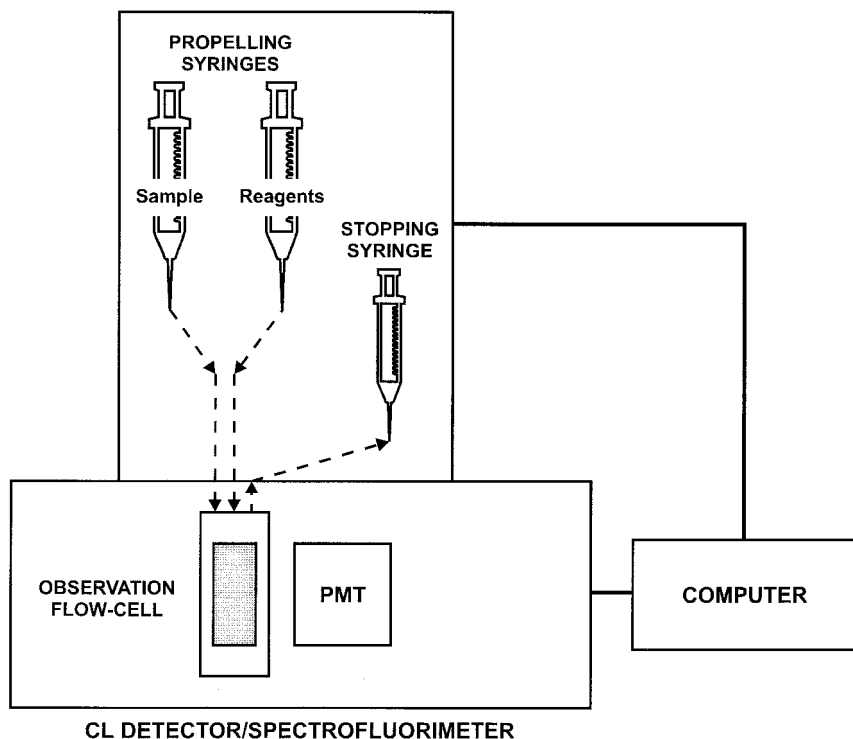 PROPELLING
SYRINGES
Sample
Reagents
STOPPING
SYRINGE
OBSERVATION
FLOW-CELL
PMT
COMPUTER
CL DETECTOR/SPECTROFLUORIMETER